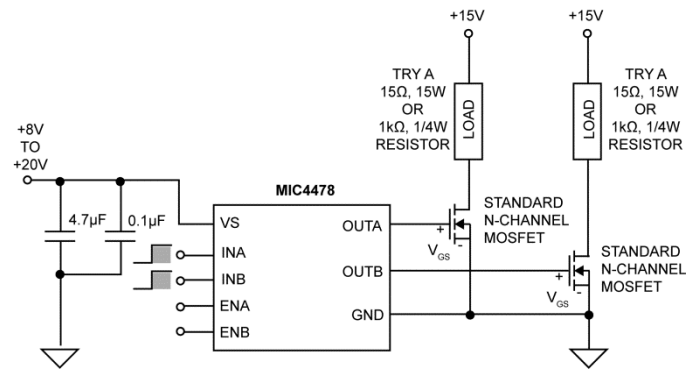 +15V
+15V
TRY A
15Ω, 15W
OR
1kΩ, 1/4W
RESISTOR
LOAD
LOAD
TRY A
15Ω, 15W
OR
1kΩ, 1/4W
RESISTOR
+8V
TO
+20V
4.7µF
0.1µF
MIC4478
VS
INA
INB
ENA
ENB
OUTA
OUTB
GND
+
VGS
-
STANDARD
N-CHANNEL
MOSFET
+
VGS
-
STANDARD
N-CHANNEL
MOSFET